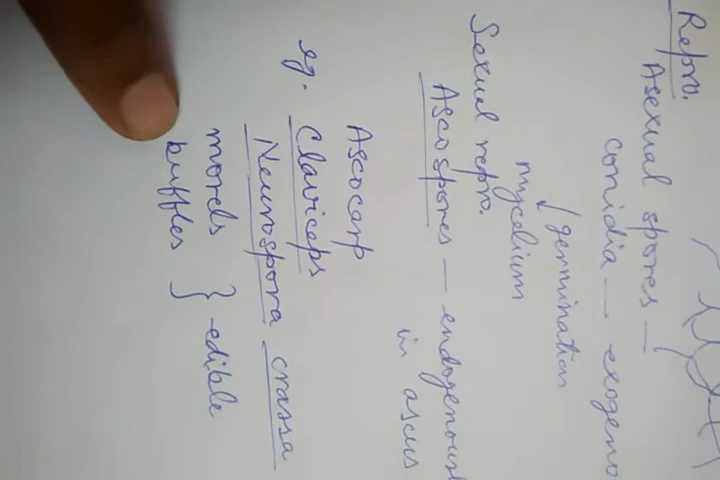 Repro.
Asexual spores —
conidia — exogeno
↓ germination
mycelium
Sexual repro.
Ascospores — endogenous
in ascus
Ascocarp
eg. Claviceps
Neurospora crassa
morels
buffles } edible